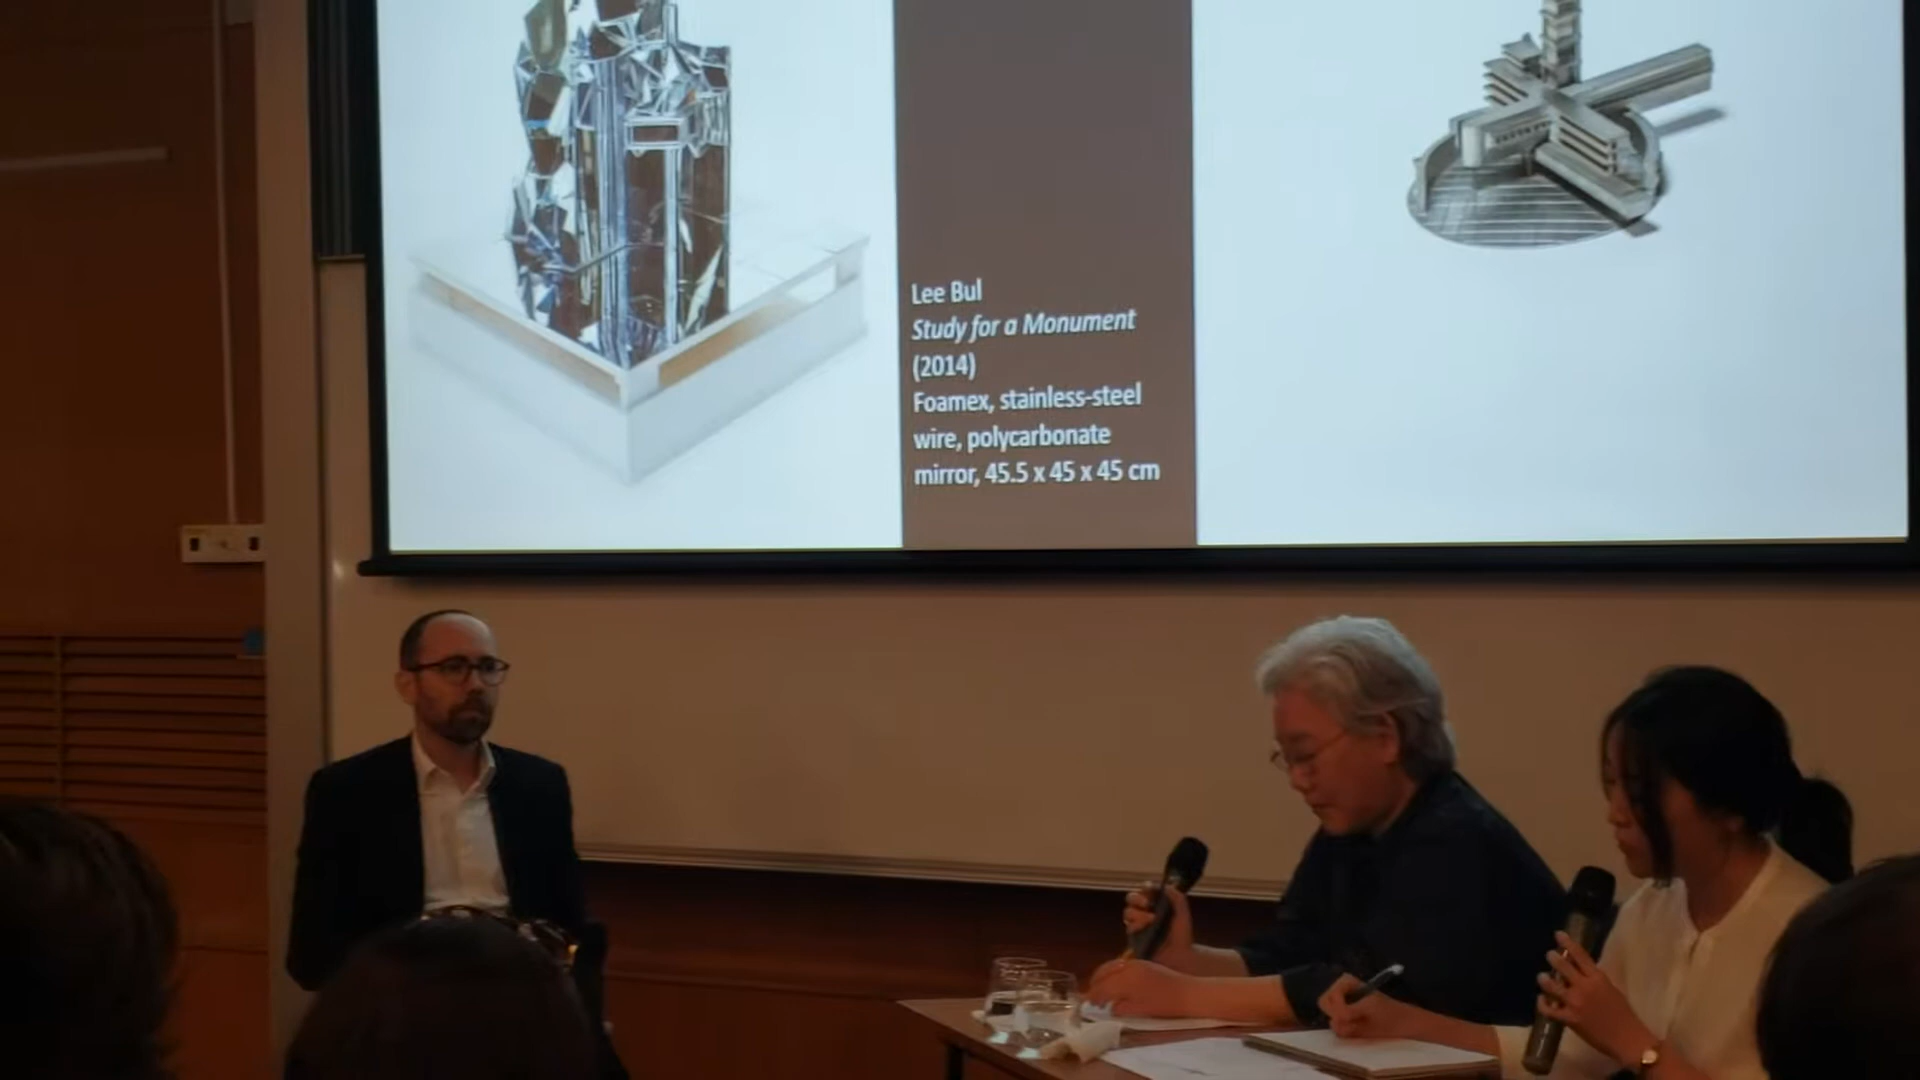 Lee Bul
Study for a Monument
(2014)
Foamex, stainless-steel
wire, polycarbonate
mirror, 45.5 x 45 x 45 cm